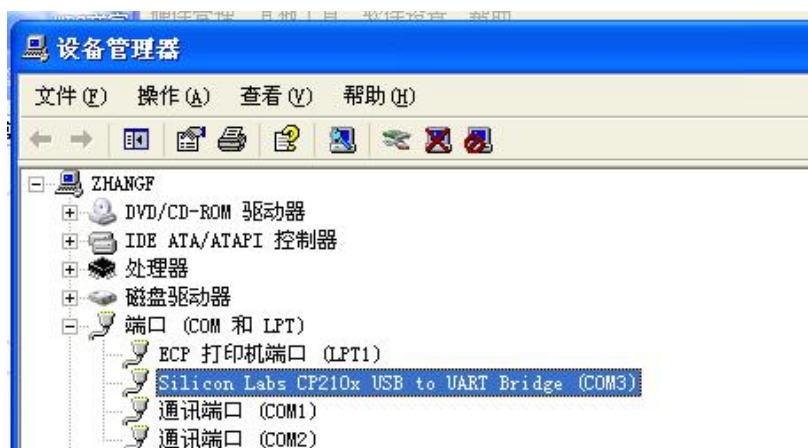 设备管理器
文件(F) 操作(A) 查看(V) 帮助(H)
ZHANGF
DVD/CD-ROM 驱动器
IDE ATA/ATAPI 控制器
处理器
磁盘驱动器
端口 (COM 和 LPT)
ECP 打印机端口 (LPT1)
Silicon Labs CP210x USB to UART Bridge (COM3)
通讯端口 (COM1)
通讯端口 (COM2)